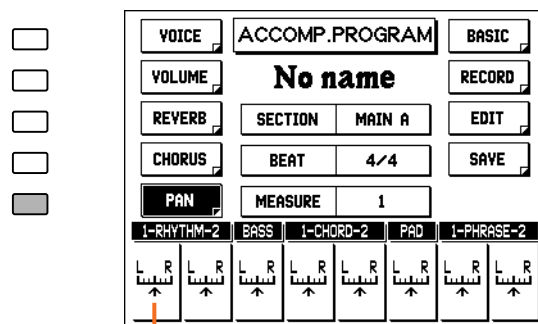 VOICE
ACCOMP.PROGRAM
BASIC
VOLUME
No name
RECORD
REVERB
SECTION MAIN A
EDIT
CHORUS
BEAT 4/4
SAVE
PAN
MEASURE 1
1-RHYTHM-2 BASS 1-CHORD-2 PAD 1-PHRASE-2
L R L R L R L R L R L R L R L R